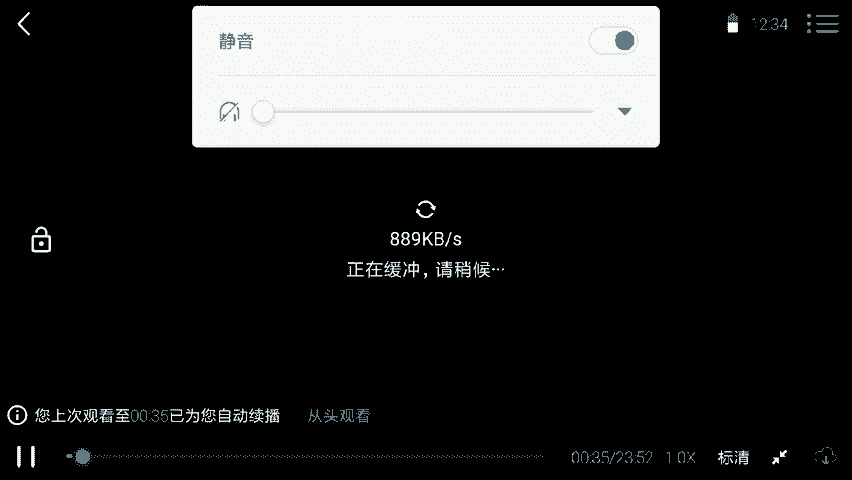 静音
12:34
889KB/s
正在缓冲，请稍候…
您上次观看至00:35已为您自动续播 从头观看
00:35/23:52 1.0X 标清